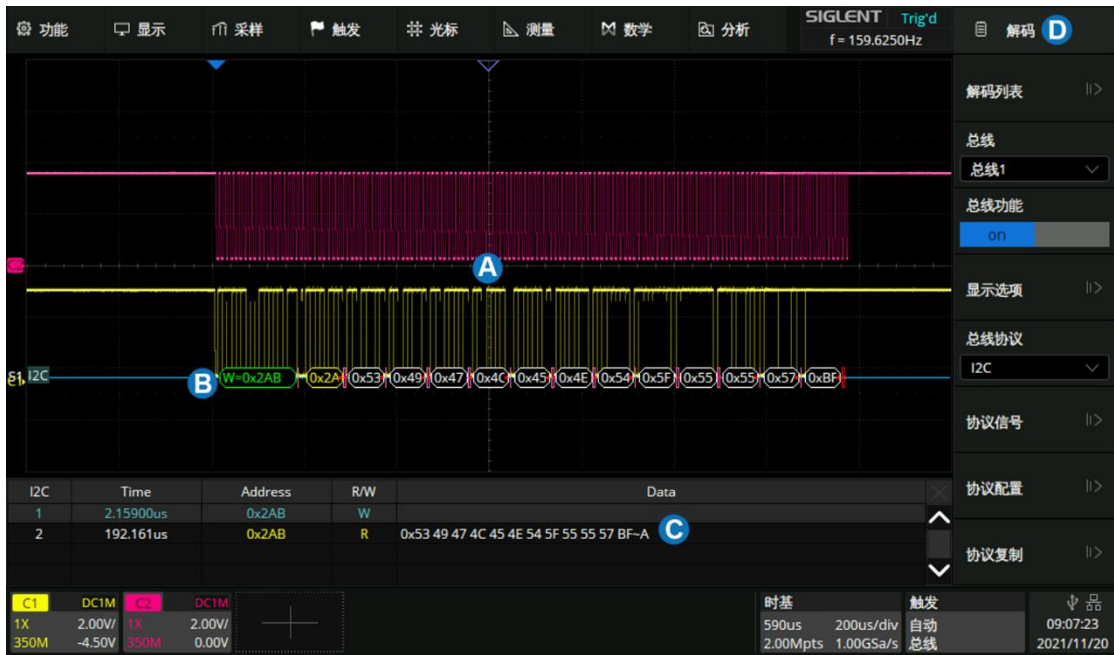 功能 显示 采样 触发 光标 测量 数学 分析 SIGLENT Trig'd 解码 D
f = 159.6250Hz
解码列表
总线
总线1
总线功能
on
C2
A
显示选项
总线协议
I2C
I2C
B W=0x2AB 0x2A 0x53 0x49 0x47 0x4C 0x45 0x4E 0x54 0x5F 0x55 0x55 0x57 0xBF
协议信号
I2C Time Address R/W Data
1 2.15900us 0x2AB W
2 192.161us 0x2AB R 0x53 49 47 4C 45 4E 54 5F 55 55 57 BF~A C
协议配置
协议复制
C1 DC1M C2 DC1M 时基 触发
1X 2.00V/ 1X 2.00V/ 590us 200us/div 自动 09:07:23
350M -4.50V 350M 0.00V 2.00Mpts 1.00GSa/s 总线 2021/11/20